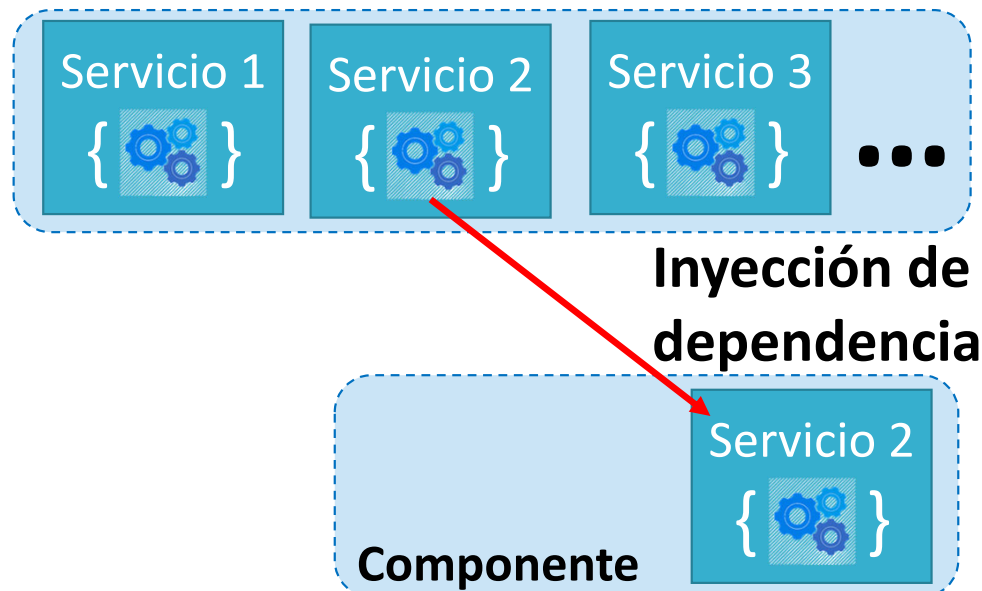 Servicio 1
{ }
Servicio 2
{ }
Servicio 3
{ }
...
Inyección de
dependencia
Servicio 2
{ }
Componente